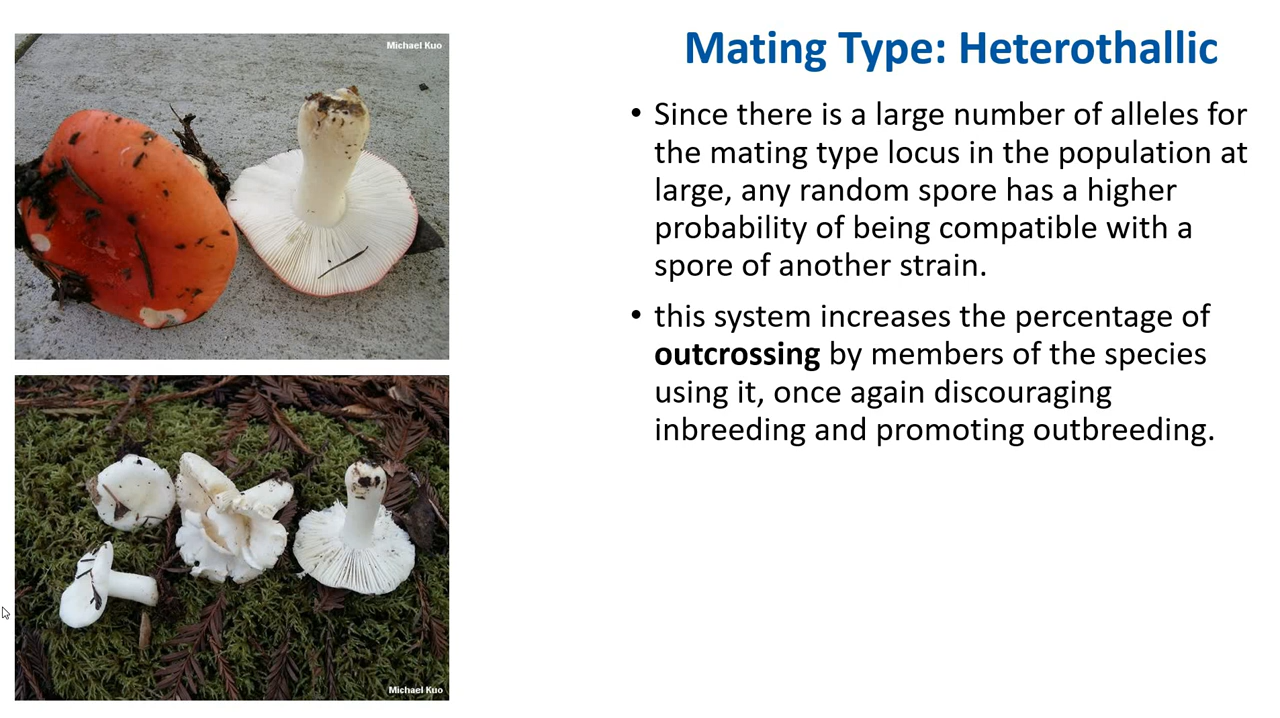 Michael Kuo
Mating Type: Heterothallic
• Since there is a large number of alleles for
the mating type locus in the population at
large, any random spore has a higher
probability of being compatible with a
spore of another strain.
• this system increases the percentage of
outcrossing by members of the species
using it, once again discouraging
inbreeding and promoting outbreeding.
Michael Kuo